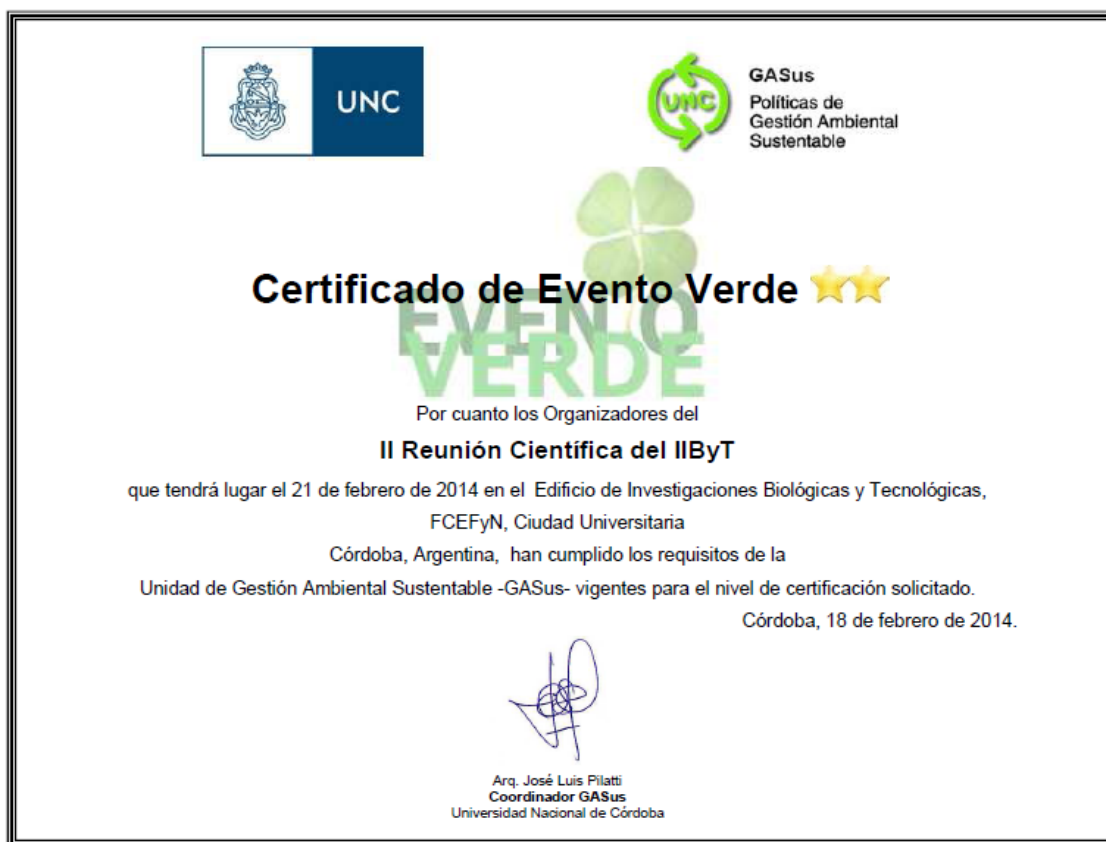 UNC
UNC
GASus
Políticas de
Gestión Ambiental
Sustentable
Certificado de Evento Verde
EVENTO
VERDE
Por cuanto los Organizadores del
II Reunión Científica del IIByT
que tendrá lugar el 21 de febrero de 2014 en el Edificio de Investigaciones Biológicas y Tecnológicas,
FCEFyN, Ciudad Universitaria
Córdoba, Argentina, han cumplido los requisitos de la
Unidad de Gestión Ambiental Sustentable -GASus- vigentes para el nivel de certificación solicitado.
Córdoba, 18 de febrero de 2014.
Arq. José Luis Pilatti
Coordinador GASus
Universidad Nacional de Córdoba